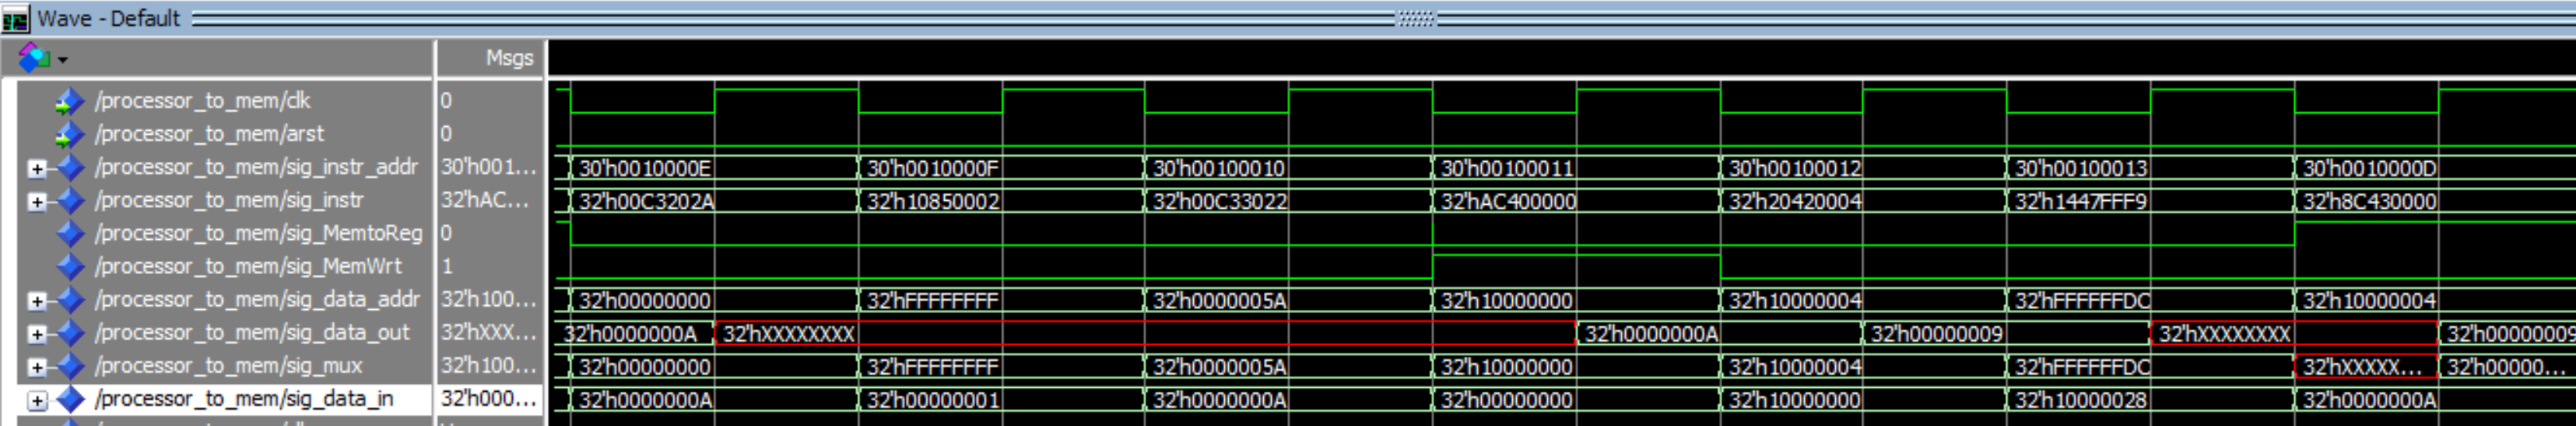 Wave - Default
Msgs
/processor_to_mem/clk 0
/processor_to_mem/arst 0
/processor_to_mem/sig_instr_addr 30'h001... 30'h0010000E 30'h0010000F 30'h00100010 30'h00100011 30'h00100012 30'h00100013 30'h0010000D
/processor_to_mem/sig_instr 32'hAC... 32'h00C3202A 32'h10850002 32'h00C33022 32'hAC400000 32'h20420004 32'h1447FFF9 32'h8C430000
/processor_to_mem/sig_MemtoReg 0
/processor_to_mem/sig_MemWrt 1
/processor_to_mem/sig_data_addr 32'h100... 32'h00000000 32'hFFFFFFFF 32'h0000005A 32'h10000000 32'h10000004 32'hFFFFFFDC 32'h10000004
/processor_to_mem/sig_data_out 32'hXXX... 32'h0000000A 32'hXXXXXXXX 32'h0000000A 32'h00000009 32'hXXXXXXXX 32'h00000009
/processor_to_mem/sig_mux 32'h100... 32'h00000000 32'hFFFFFFFF 32'h0000005A 32'h10000000 32'h10000004 32'hFFFFFFDC 32'hXXXXX... 32'h00000...
/processor_to_mem/sig_data_in 32'h000... 32'h0000000A 32'h00000001 32'h0000000A 32'h00000000 32'h10000000 32'h10000028 32'h0000000A